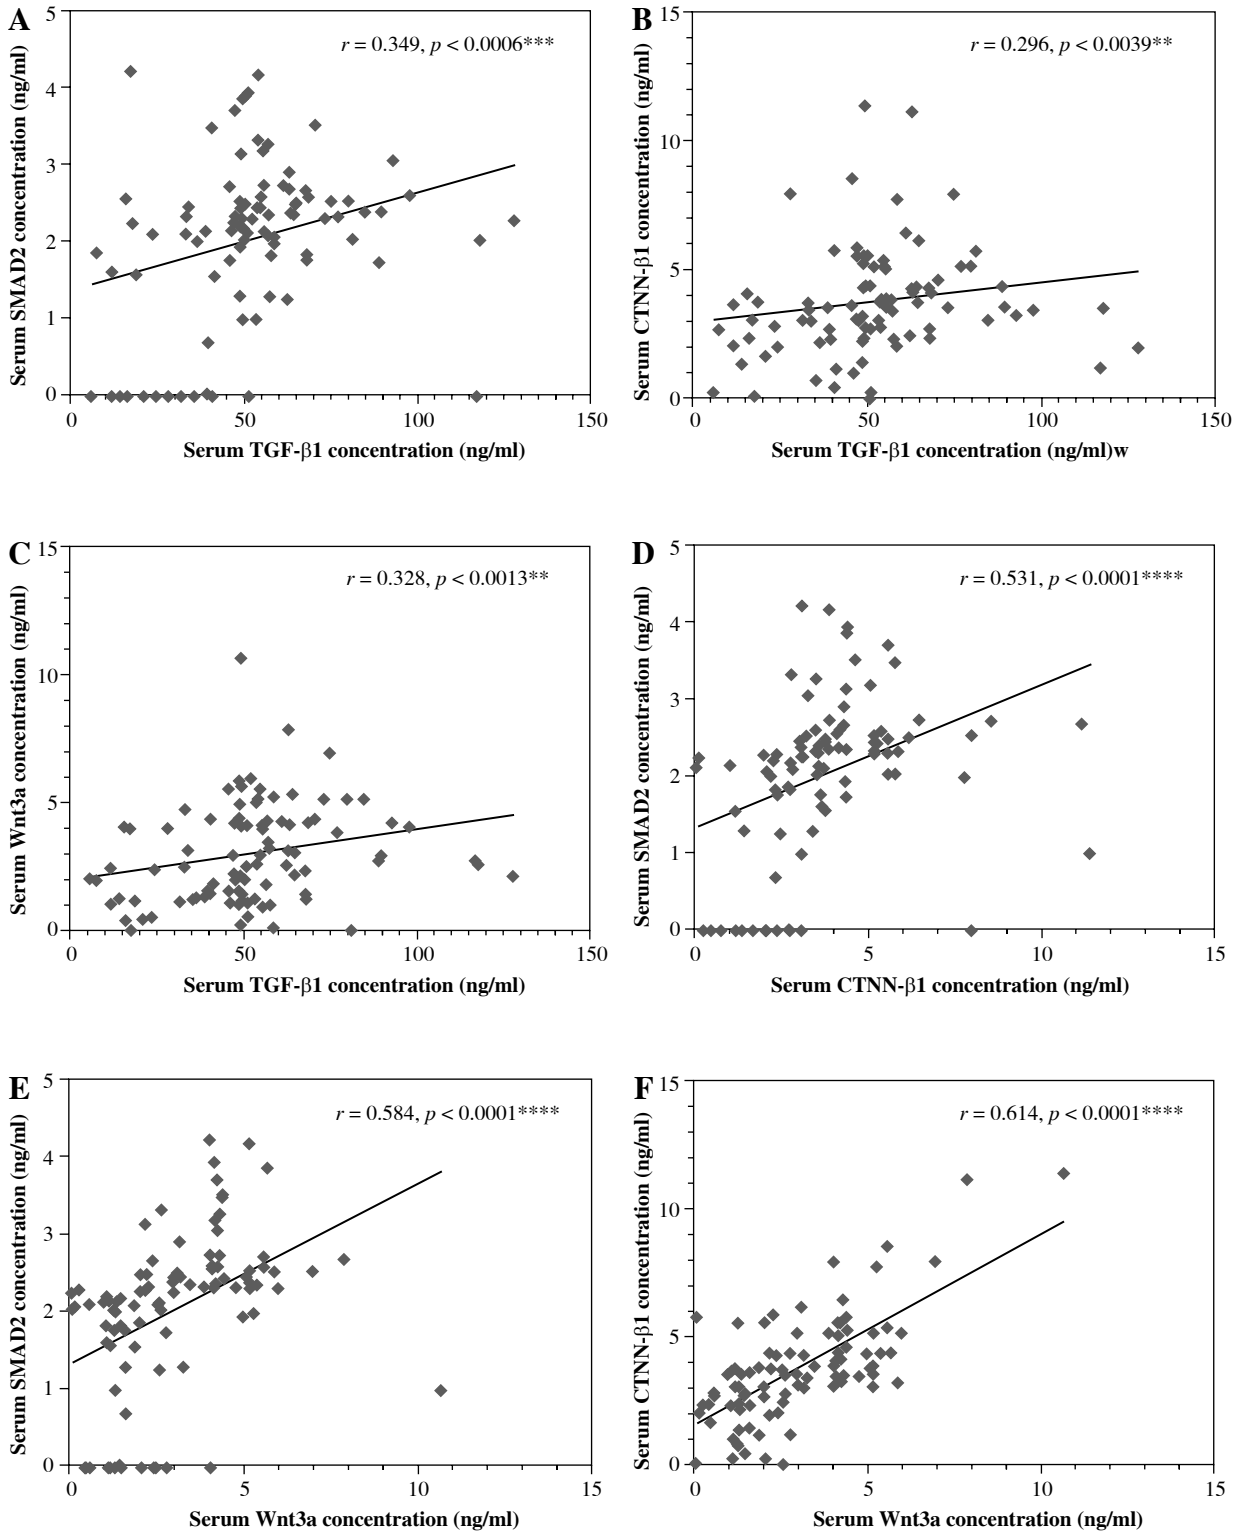 A
Serum SMAD2 concentration (ng/ml)
5
4
3
2
1
0
r = 0.349, p < 0.0006***
0 50 100 150
Serum TGF-β1 concentration (ng/ml)
B
Serum CTNN-β1 concentration (ng/ml)
15
10
5
0
r = 0.296, p < 0.0039**
0 50 100 150
Serum TGF-β1 concentration (ng/ml)w
C
Serum Wnt3a concentration (ng/ml)
15
10
5
0
r = 0.328, p < 0.0013**
0 50 100 150
Serum TGF-β1 concentration (ng/ml)
D
Serum SMAD2 concentration (ng/ml)
5
4
3
2
1
0
r = 0.531, p < 0.0001****
0 5 10 15
Serum CTNN-β1 concentration (ng/ml)
E
Serum SMAD2 concentration (ng/ml)
5
4
3
2
1
0
r = 0.584, p < 0.0001****
0 5 10 15
Serum Wnt3a concentration (ng/ml)
F
Serum CTNN-β1 concentration (ng/ml)
15
10
5
0
r = 0.614, p < 0.0001****
0 5 10 15
Serum Wnt3a concentration (ng/ml)